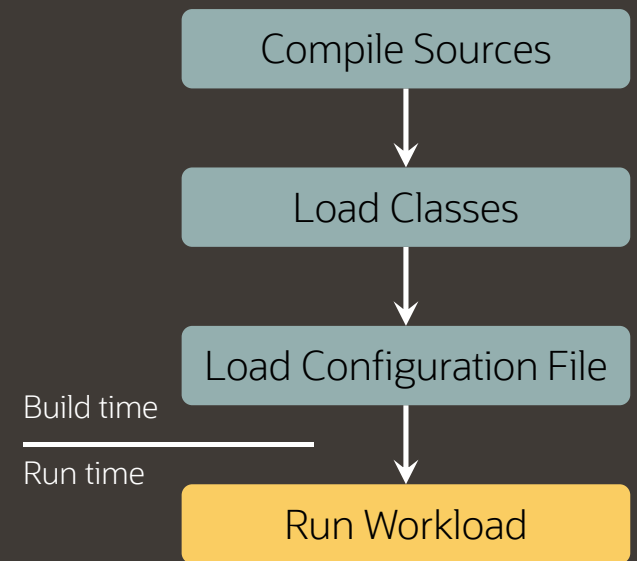 Compile Sources
Load Classes
Load Configuration File
Build time
Run time
Run Workload